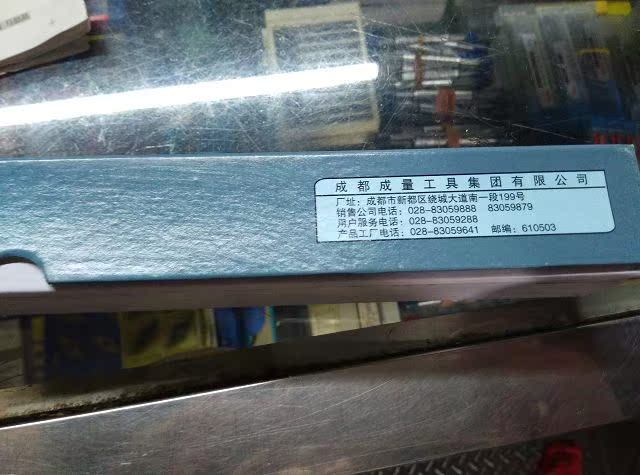 成都成量工具集团有限公司
厂址：成都市新都区绕城大道南一段199号
销售公司电话：028-83059888 83059879
用户服务电话：028-83059288
产品工厂电话：028-83059641 邮编：610503